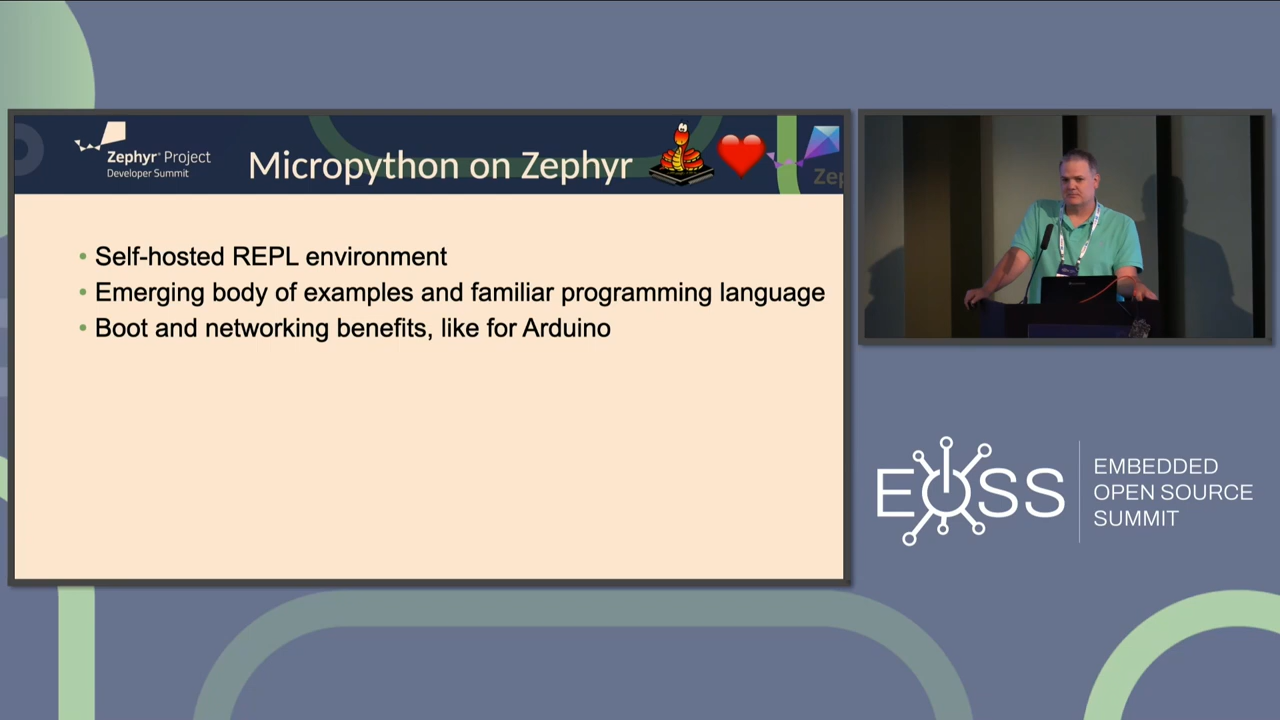 Zephyr® Project
Developer Summit
Micropython on Zephyr
Zep
• Self-hosted REPL environment
• Emerging body of examples and familiar programming language
• Boot and networking benefits, like for Arduino
EOSS
EMBEDDED
OPEN SOURCE
SUMMIT